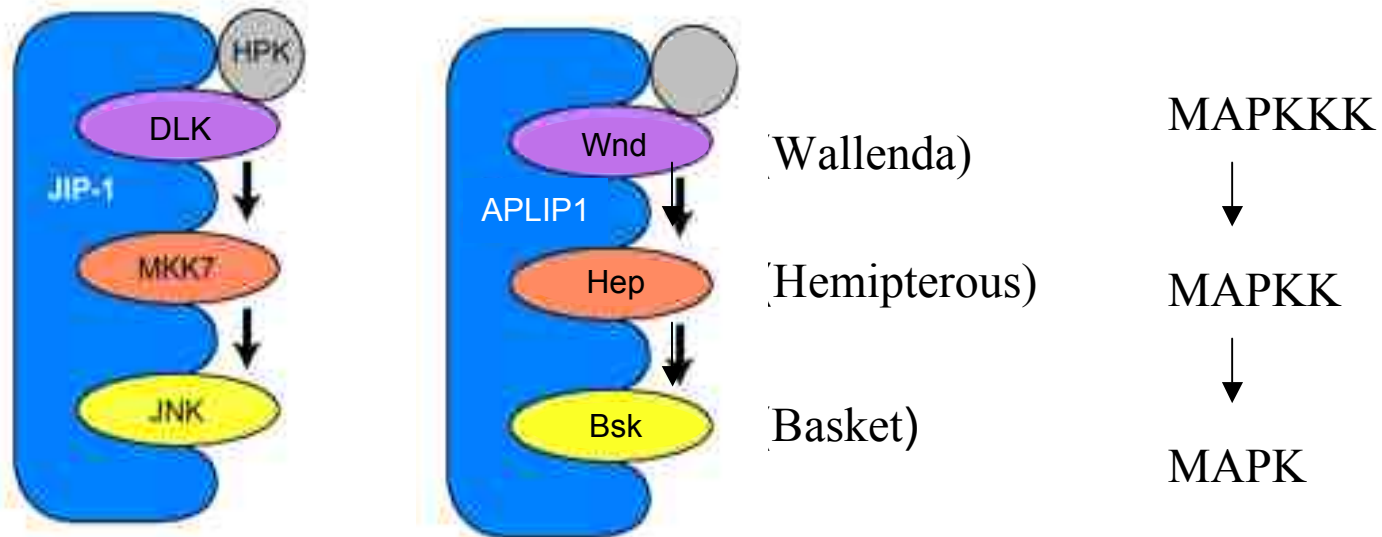 HPK
DLK
JIP-1
MKK7
JNK
Wnd
APLIP1
Hep
Bsk
(Wallenda)
(Hemipterous)
(Basket)
MAPKKK
MAPKK
MAPK